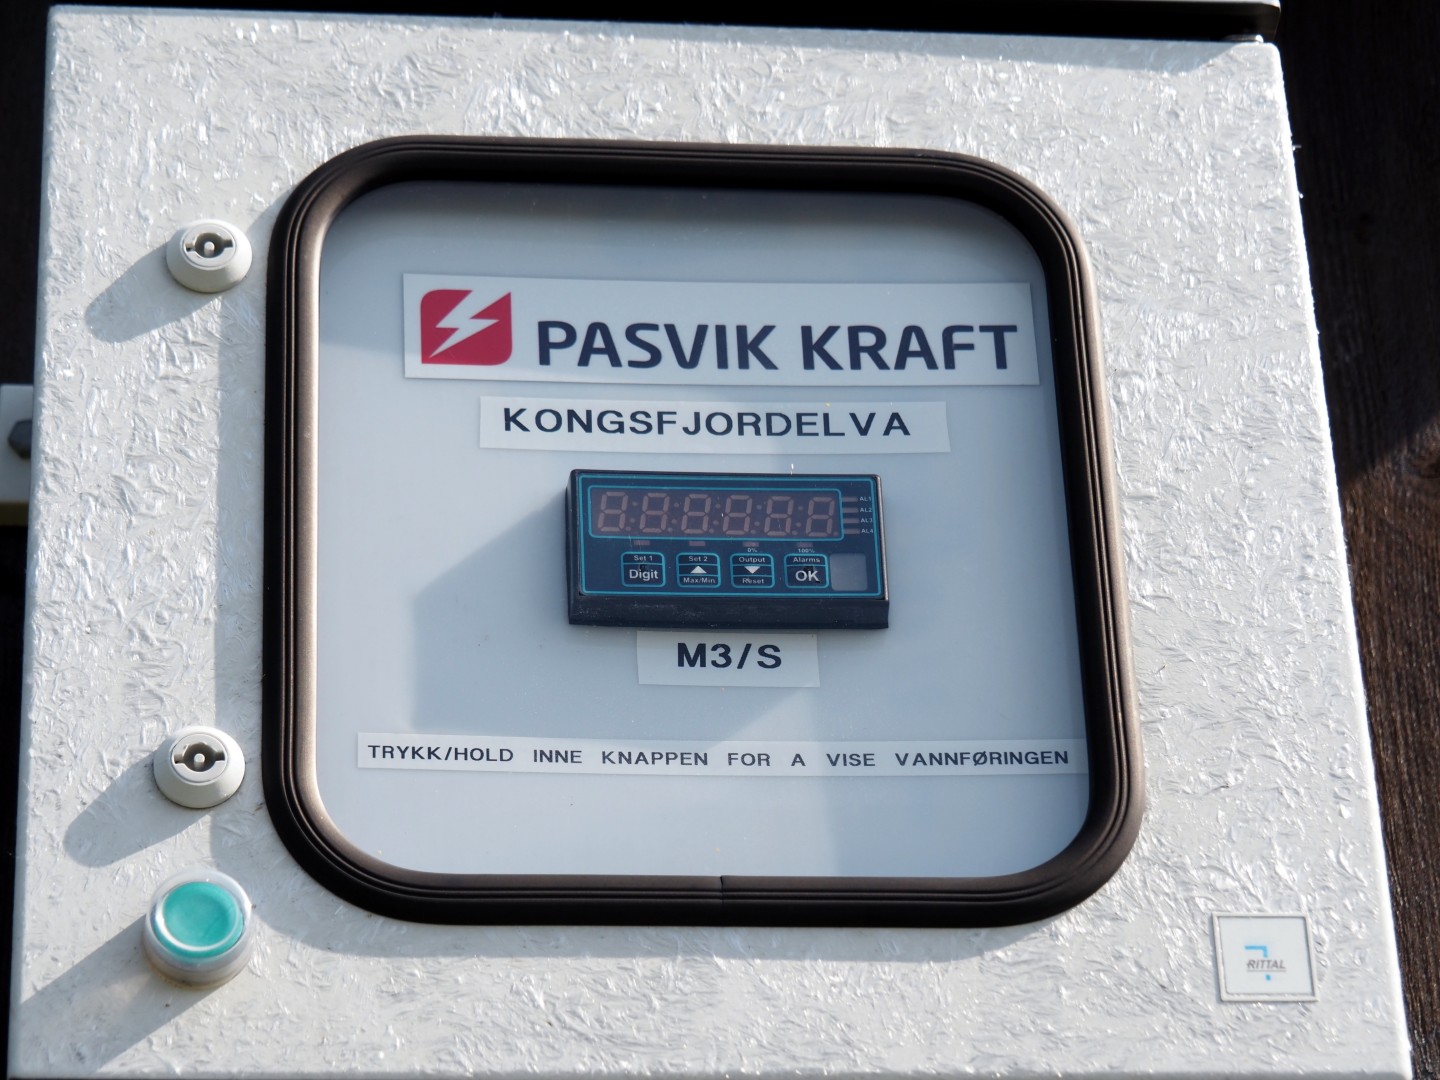 PASVIK KRAFT
KONGSFJORDELVA
AL1
AL2
AL3
AL4
0% 100%
Set 1 Set 2 Output Alarms
Digit Max/Min Reset OK
M3/S
TRYKK/HOLD INNE KNAPPEN FOR A VISE VANNFØRINGEN
RITTAL